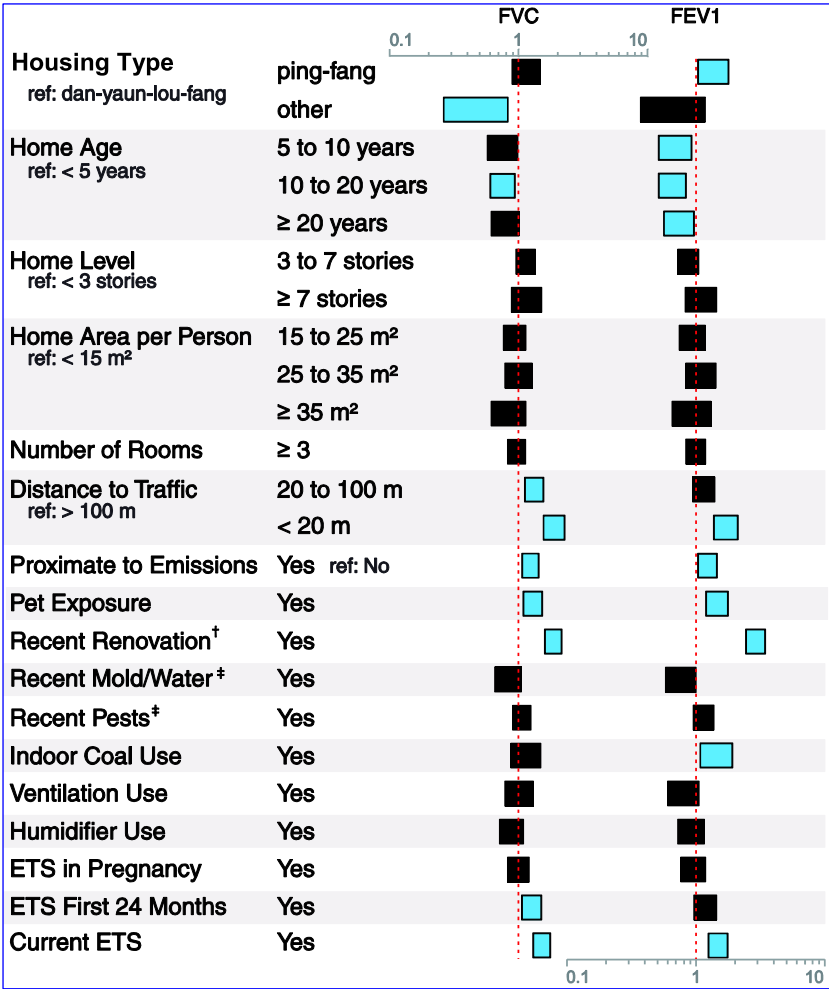 FVC FEV1
0.1 1 10
Housing Type ping-fang
ref: dan-yaun-lou-fang
other
Home Age 5 to 10 years
ref: < 5 years
10 to 20 years
≥ 20 years
Home Level 3 to 7 stories
ref: < 3 stories
≥ 7 stories
Home Area per Person 15 to 25 m²
ref: < 15 m²
25 to 35 m²
≥ 35 m²
Number of Rooms ≥ 3
Distance to Traffic 20 to 100 m
ref: > 100 m
< 20 m
Proximate to Emissions Yes ref: No
Pet Exposure Yes
Recent Renovation† Yes
Recent Mold/Water‡ Yes
Recent Pests‡ Yes
Indoor Coal Use Yes
Ventilation Use Yes
Humidifier Use Yes
ETS in Pregnancy Yes
ETS First 24 Months Yes
Current ETS Yes
0.1 1 10